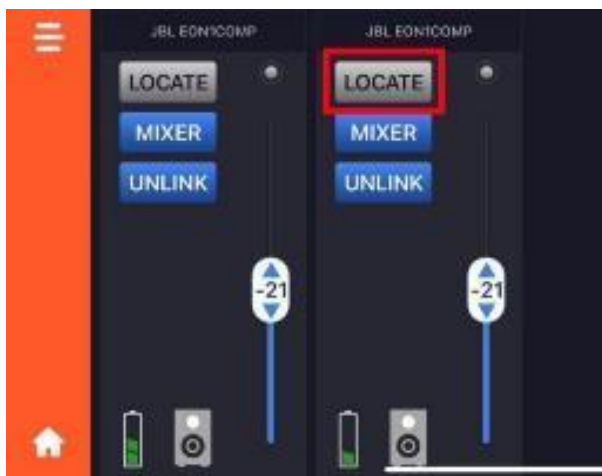 JBL EON1COMP JBL EON1COMP
LOCATE LOCATE
MIXER MIXER
UNLINK UNLINK
-21 -21